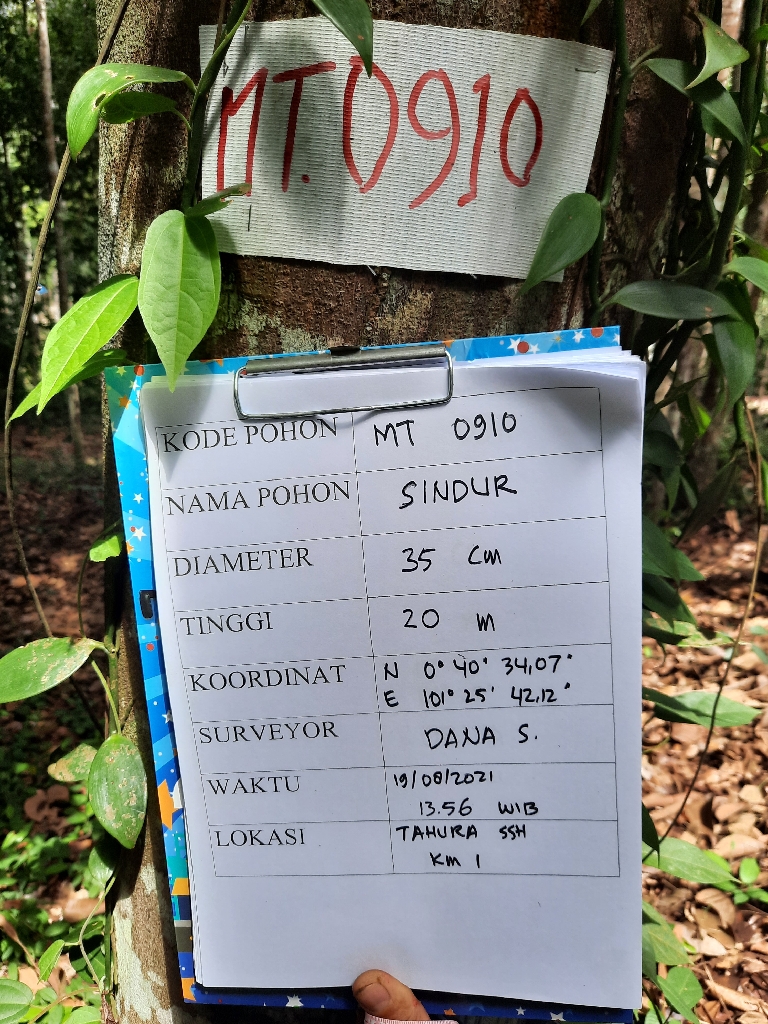 MT.0910
KODE POHON MT 0910
NAMA POHON SINDUR
DIAMETER 35 Cm
TINGGI 20 m
KOORDINAT N 0° 40' 34,07"
E 101° 25' 42,12"
SURVEYOR DANA S.
WAKTU 19/08/2021
13.56 WIB
LOKASI TAHURA SSH
KM 1